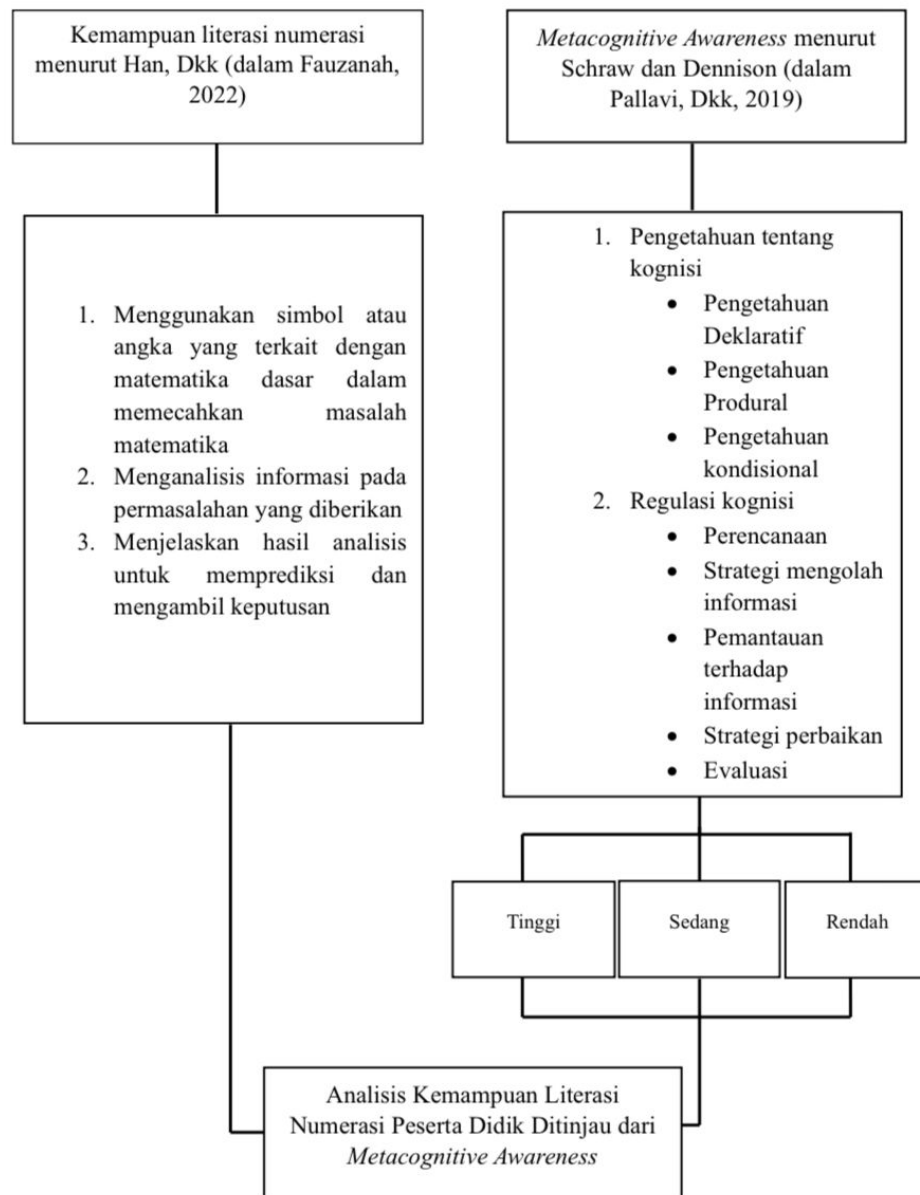 Kemampuan literasi numerasi
menurut Han, Dkk (dalam Fauzanah,
2022)
Metacognitive Awareness menurut
Schraw dan Dennison (dalam
Pallavi, Dkk, 2019)
1. Menggunakan simbol atau
angka yang terkait dengan
matematika dasar dalam
memecahkan masalah
matematika
2. Menganalisis informasi pada
permasalahan yang diberikan
3. Menjelaskan hasil analisis
untuk memprediksi dan
mengambil keputusan
1. Pengetahuan tentang
kognisi
• Pengetahuan
Deklaratif
• Pengetahuan
Produral
• Pengetahuan
kondisional
2. Regulasi kognisi
• Perencanaan
• Strategi mengolah
informasi
• Pemantauan
terhadap
informasi
• Strategi perbaikan
• Evaluasi
Tinggi
Sedang
Rendah
Analisis Kemampuan Literasi
Numerasi Peserta Didik Ditinjau dari
Metacognitive Awareness